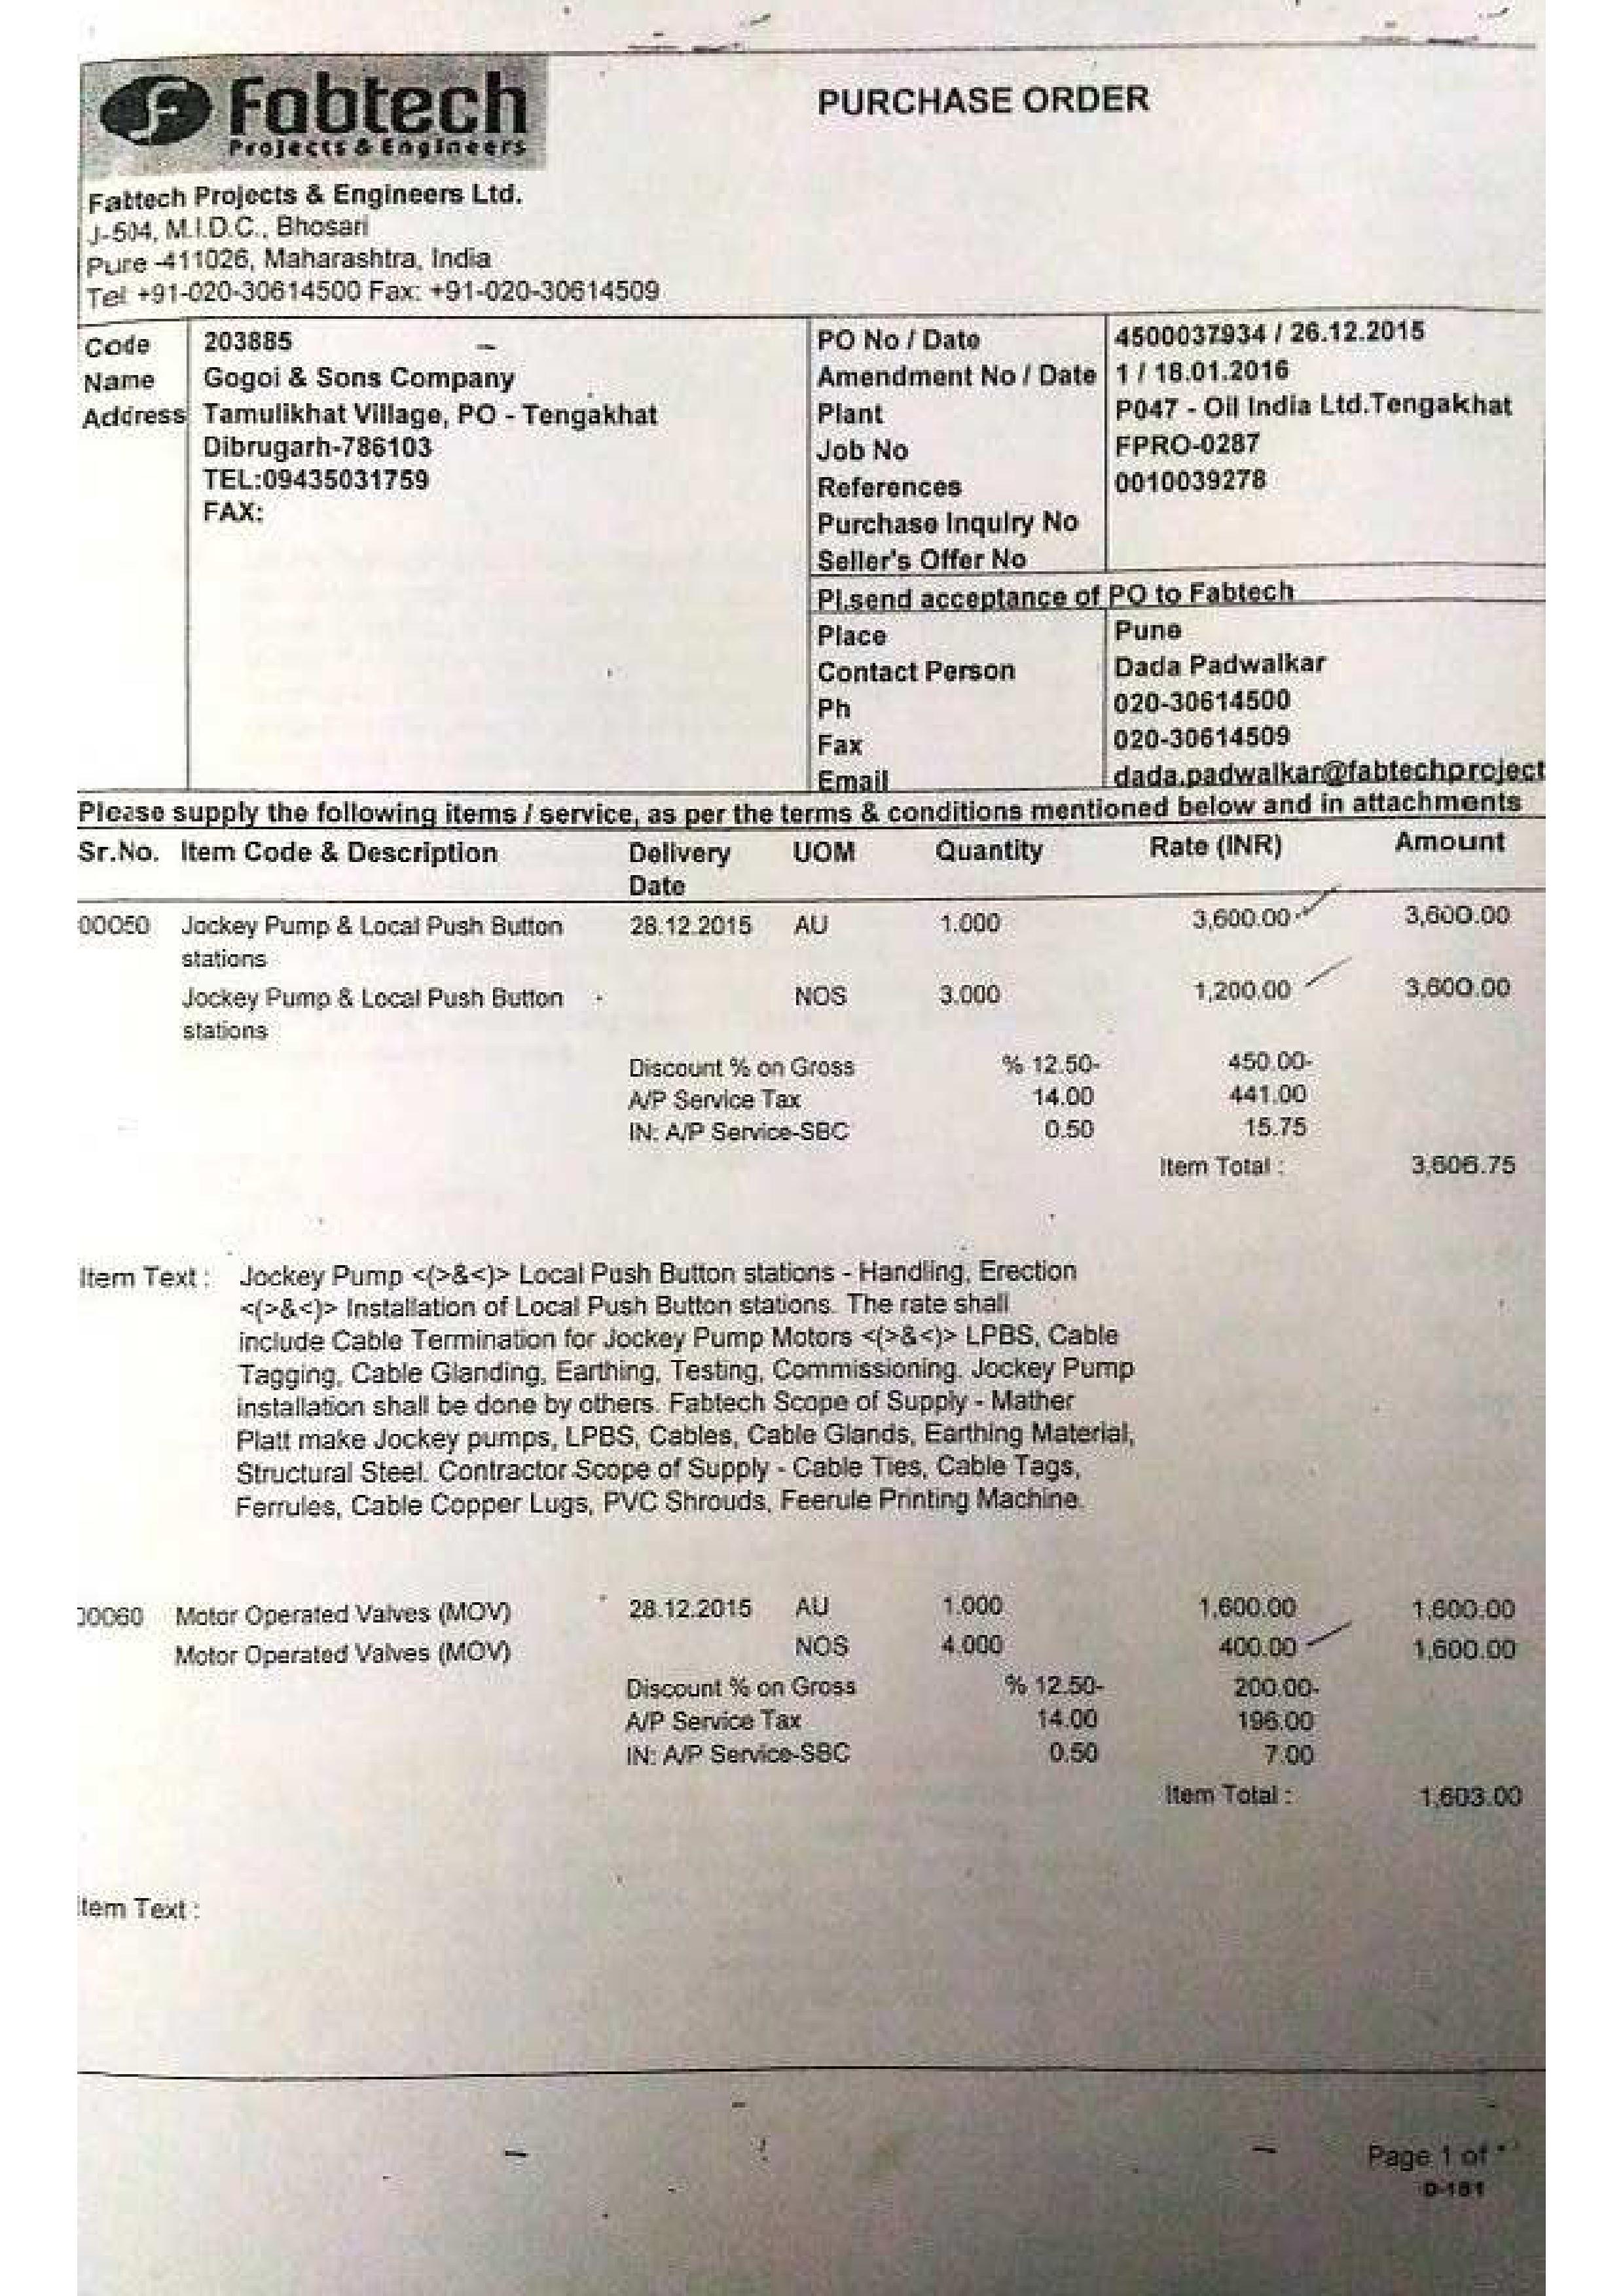 Fabtech
Projects & Engineers
PURCHASE ORDER
Fabtech Projects & Engineers Ltd.
J-504, M.I.D.C., Bhosari
Pune -411026, Maharashtra, India
Tel +91-020-30614500 Fax: +91-020-30614509
Code 203885
Name Gogoi & Sons Company
Address Tamulikhat Village, PO - Tengakhat
Dibrugarh-786103
TEL:09435031759
FAX:
PO No / Date 4500037934 / 26.12.2015
Amendment No / Date 1 / 18.01.2016
Plant P047 - Oil India Ltd.Tengakhat
Job No FPRO-0287
References 0010039278
Purchase Inquiry No
Seller's Offer No
Pl.send acceptance of PO to Fabtech
Place Pune
Contact Person Dada Padwalkar
Ph 020-30614500
Fax 020-30614509
Email dada.padwalkar@fabtechproject
Please supply the following items / service, as per the terms & conditions mentioned below and in attachments
Sr.No. Item Code & Description Delivery Date UOM Quantity Rate (INR) Amount
00050 Jockey Pump & Local Push Button stations 28.12.2015 AU 1.000 3,600.00 3,600.00
Jockey Pump & Local Push Button stations NOS 3.000 1,200.00 3,600.00
Discount % on Gross % 12.50- 450.00-
A/P Service Tax 14.00 441.00
IN: A/P Service-SBC 0.50 15.75
Item Total : 3,606.75
Item Text : Jockey Pump <(>&<)> Local Push Button stations - Handling, Erection
<(>&<)> Installation of Local Push Button stations. The rate shall
include Cable Termination for Jockey Pump Motors <(>&<)> LPBS, Cable
Tagging, Cable Glanding, Earthing, Testing, Commissioning. Jockey Pump
installation shall be done by others. Fabtech Scope of Supply - Mather
Platt make Jockey pumps, LPBS, Cables, Cable Glands, Earthing Material,
Structural Steel. Contractor Scope of Supply - Cable Ties, Cable Tags,
Ferrules, Cable Copper Lugs, PVC Shrouds, Feerule Printing Machine.
00060 Motor Operated Valves (MOV) 28.12.2015 AU 1.000 1,600.00 1,600.00
Motor Operated Valves (MOV) NOS 4.000 400.00 1,600.00
Discount % on Gross % 12.50- 200.00-
A/P Service Tax 14.00 196.00
IN: A/P Service-SBC 0.50 7.00
Item Total : 1,603.00
Item Text :
Page 1 of
D-181